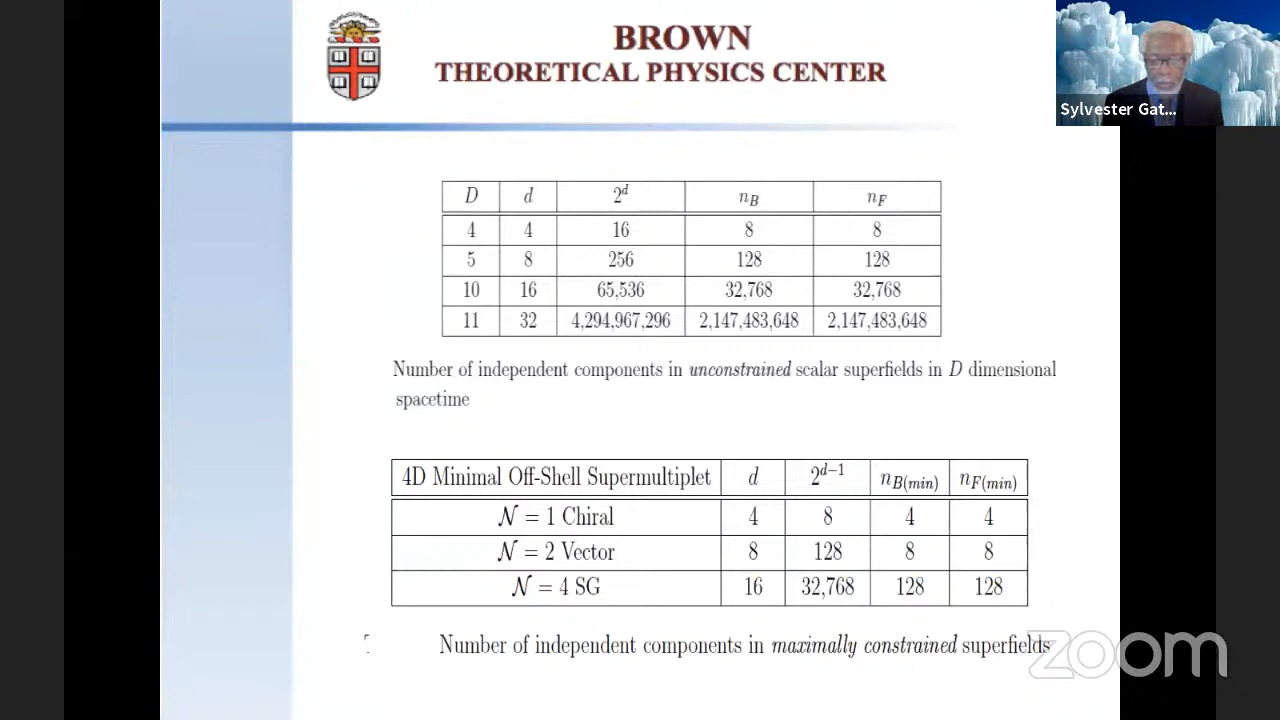 BROWN
THEORETICAL PHYSICS CENTER
Sylvester Gat...
D d 2^d n_B n_F
4 4 16 8 8
5 8 256 128 128
10 16 65,536 32,768 32,768
11 32 4,294,967,296 2,147,483,648 2,147,483,648
Number of independent components in unconstrained scalar superfields in D dimensional
spacetime
4D Minimal Off-Shell Supermultiplet d 2^{d−1} n_{B(min)} n_{F(min)}
𝒩 = 1 Chiral 4 8 4 4
𝒩 = 2 Vector 8 128 8 8
𝒩 = 4 SG 16 32,768 128 128
Number of independent components in maximally constrained superfields
zoom